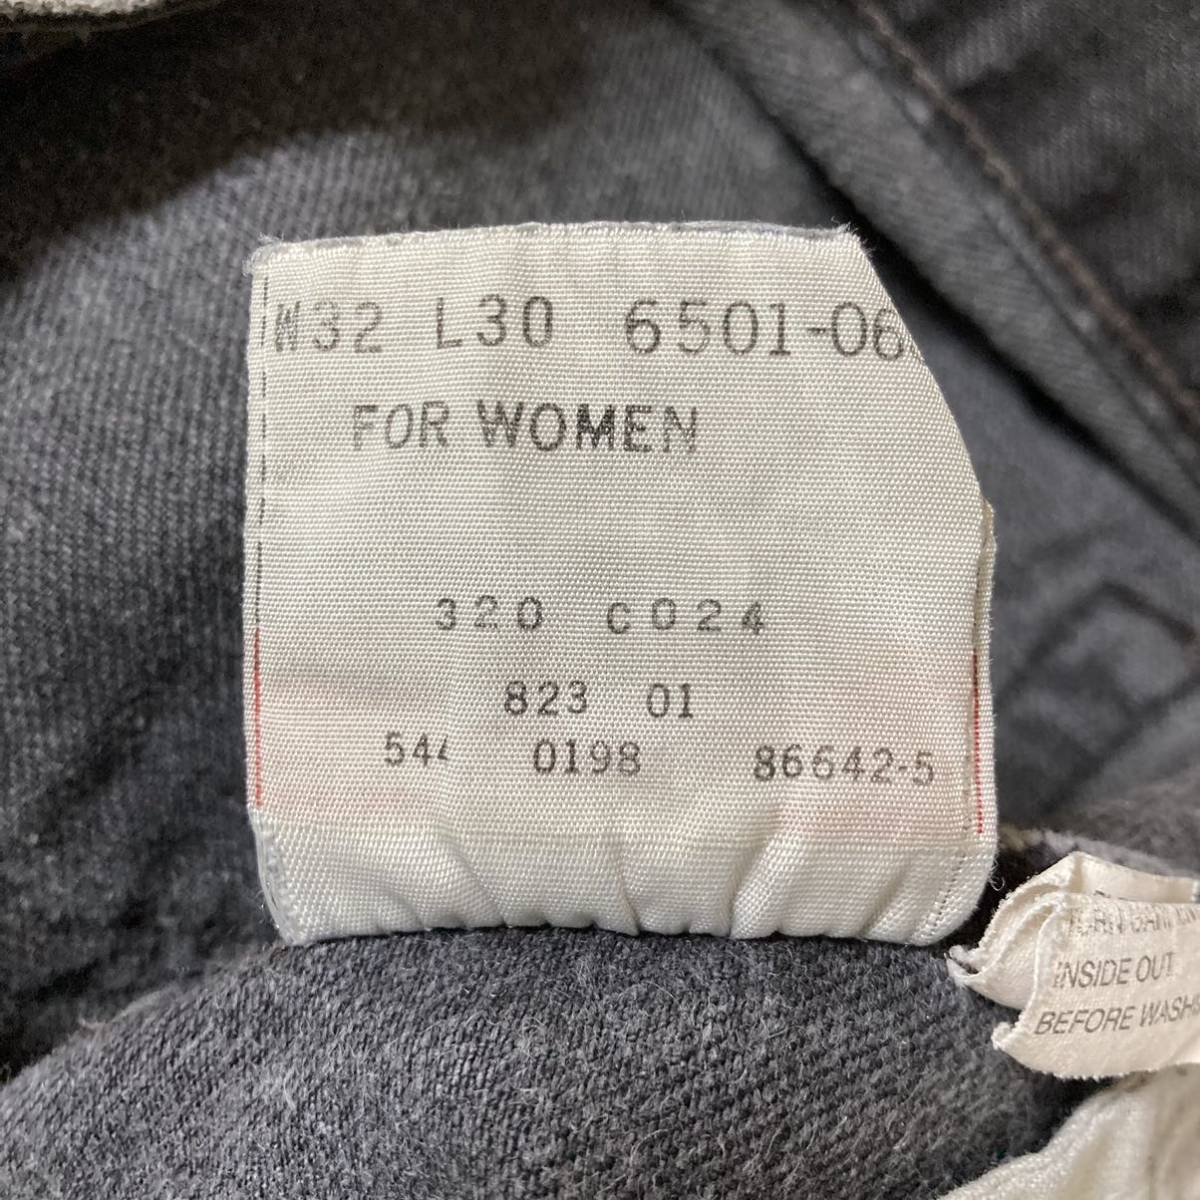 W32 L30 6501-06
FOR WOMEN
320 C024
823 01
544 0198 86642-5
INSIDE OUT
BEFORE WASH